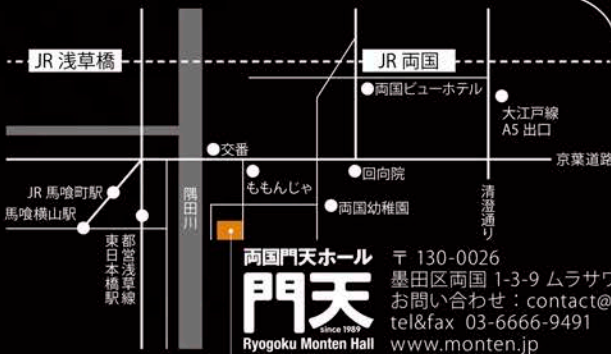 JR 浅草橋
JR 両国
両国ビューホテル
大江戸線
A5 出口
交番
京葉道路
ももんじゃ
回向院
JR 馬喰町駅
馬喰横山駅
隅田川
両国幼稚園
清澄通り
都営浅草線
東日本橋駅
両国門天ホール
門天
since 1989
Ryogoku Monten Hall
〒 130-0026
墨田区両国 1-3-9 ムラサワ
お問い合わせ：contact@
tel&fax 03-6666-9491
www.monten.jp